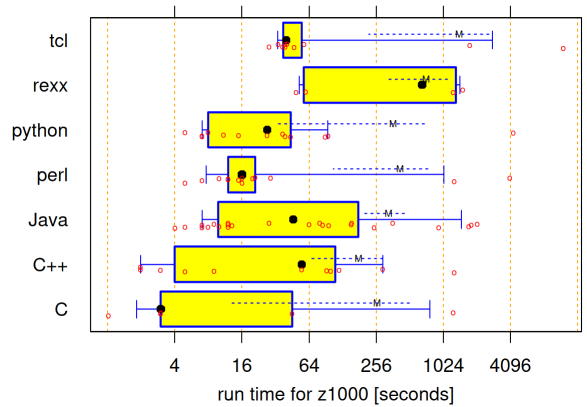 tcl M
rexx M
python M
perl M
Java M
C++ M
C M
4 16 64 256 1024 4096
run time for z1000 [seconds]